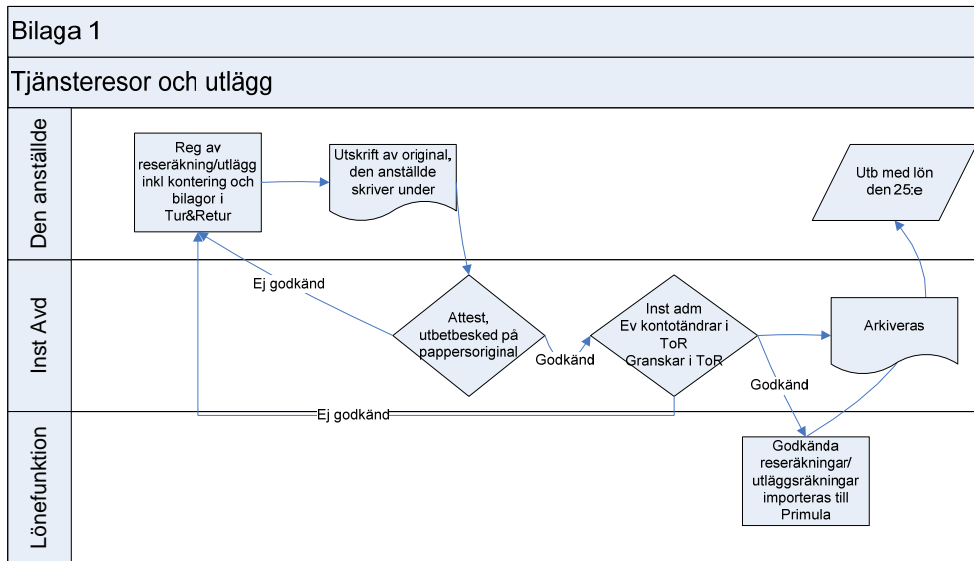 Bilaga 1
Tjänsteresor och utlägg
Den anställde
Reg av
reseräkning/utlägg
inkl kontering och
bilagor i
Tur&Retur
Utskrift av original,
den anställde
skriver under
Utb med lön
den 25:e
Inst Avd
Ej godkänd
Attest,
utbetbesked på
pappersoriginal
Godkänd
Inst adm
Ev kontotändrar i
ToR
Granskar i ToR
Arkiveras
Godkänd
Ej godkänd
Lönefunktion
Godkända
reseräkningar/
utläggsräkningar
importeras till
Primula